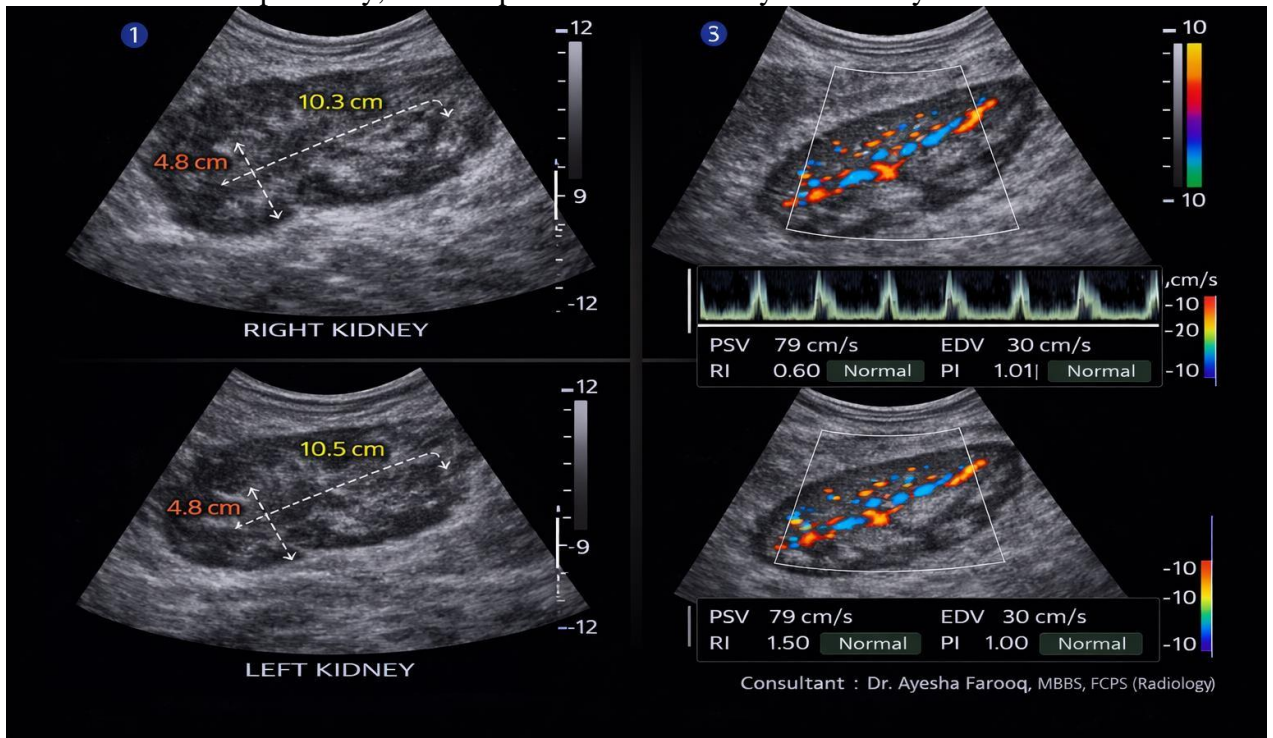 1
12
10.3 cm
4.8 cm
9
-12
RIGHT KIDNEY
12
10.5 cm
4.8 cm
-9
-12
LEFT KIDNEY
3
10
- 10
,cm/s
-10
-20
-10
PSV 79 cm/s EDV 30 cm/s
RI 0.60 Normal PI 1.01| Normal
-10
-10
-10
PSV 79 cm/s EDV 30 cm/s
RI 1.50 Normal PI 1.00 Normal
Consultant : Dr. Ayesha Farooq, MBBS, FCPS (Radiology)